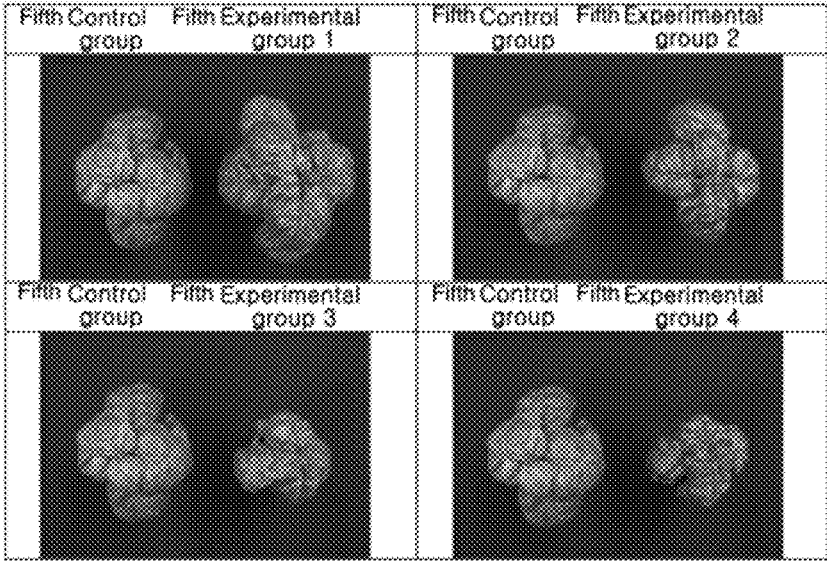 Fifth Control Fifth Experimental
group group 1
Fifth Control Fifth Experimental
group group 2
Fifth Control Fifth Experimental
group group 3
Fifth Control Fifth Experimental
group group 4